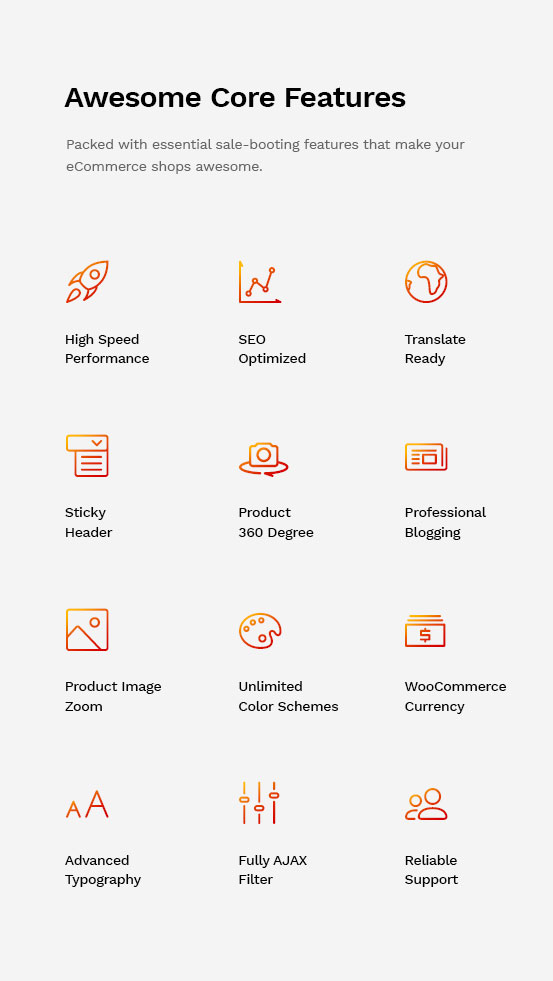 Awesome Core Features
Packed with essential sale-booting features that make your
eCommerce shops awesome.
High Speed
Performance
SEO
Optimized
Translate
Ready
Sticky
Header
Product
360 Degree
Professional
Blogging
Product Image
Zoom
Unlimited
Color Schemes
$
WooCommerce
Currency
A A
Advanced
Typography
Fully AJAX
Filter
Reliable
Support